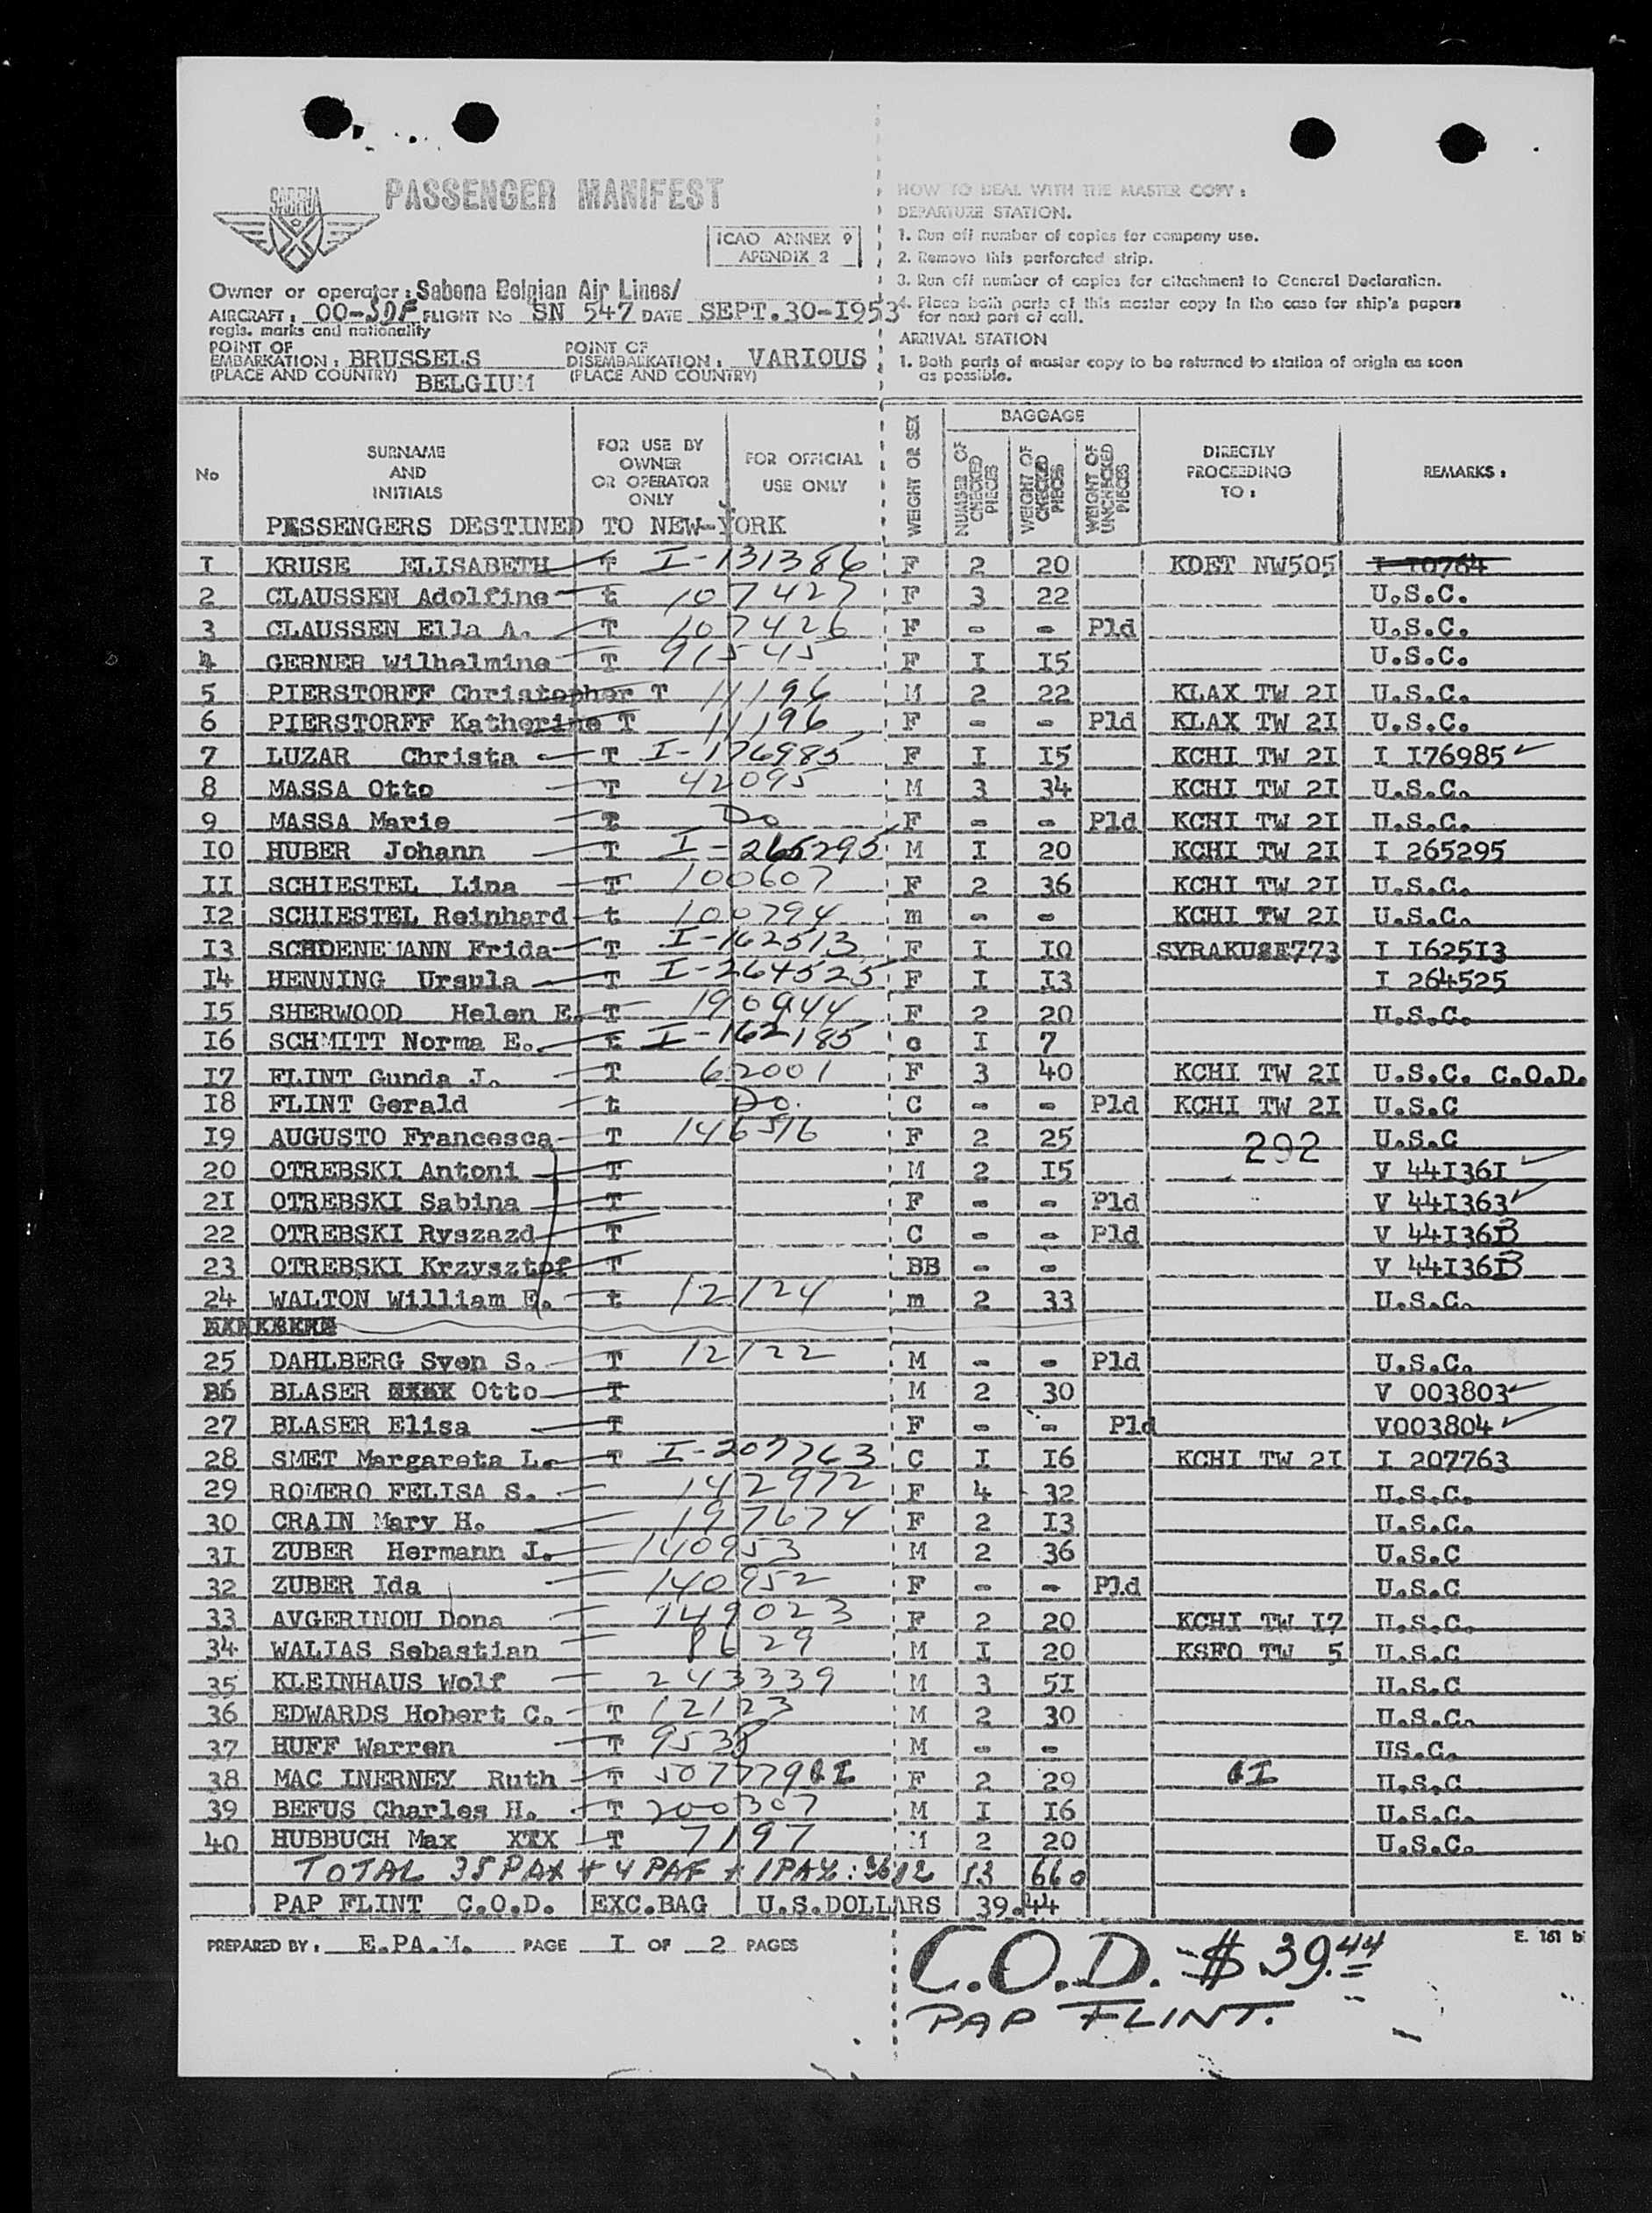 SABENA
PASSENGER MANIFEST
ICAO ANNEX 9
APENDIX 2
Owner or operator: Sabena Belgian Air Lines/
AIRCRAFT: OO-SDF FLIGHT No SN 547 DATE SEPT.30-I953
regis. marks and nationality
POINT OF EMBARKATION: BRUSSELS POINT OF DISEMBARKATION: VARIOUS
(PLACE AND COUNTRY) BELGIUM (PLACE AND COUNTRY)
HOW TO DEAL WITH THE MASTER COPY:
DEPARTURE STATION.
1. Run off number of copies for company use.
2. Remove this perforated strip.
3. Run off number of copies for attachment to General Declaration.
4. Place both parts of this master copy in the case for ship's papers
for next port of call.
ARRIVAL STATION
1. Both parts of master copy to be returned to station of origin as soon
as possible.
No SURNAME AND INITIALS FOR USE BY OWNER OR OPERATOR ONLY FOR OFFICIAL USE ONLY WEIGHT OR SEX BAGGAGE NUMBER OF CHECKED PIECES WEIGHT OF CHECKED PIECES WEIGHT OF UNCHECKED PIECES DIRECTLY PROCEEDING TO: REMARKS:
PASSENGERS DESTINED TO NEW-YORK
I KRUSE ELISABETH T I-131386 F 2 20 KDET NW505 I I0764
2 CLAUSSEN Adolfine t 107427 F 3 22 U.S.C.
3 CLAUSSEN Ella A. T 107426 F - - Pld U.S.C.
4 GERNER Wilhelmine T 91545 F I I5 U.S.C.
5 PIERSTORFF Christopher T 11196 M 2 22 KLAX TW 2I U.S.C.
6 PIERSTORFF Katherine T 11196 F - - Pld KLAX TW 2I U.S.C.
7 LUZAR Christa T I-176985 F I I5 KCHI TW 2I I I76985
8 MASSA Otto T 42095 M 3 34 KCHI TW 2I U.S.C.
9 MASSA Marie t Do F - - Pld KCHI TW 2I U.S.C.
I0 HUBER Johann T I-265295 M I 20 KCHI TW 2I I 265295
II SCHIESTEL Lina T 100607 F 2 36 KCHI TW 2I U.S.C.
I2 SCHIESTEL Reinhard t 100794 m - - KCHI TW 2I U.S.C.
I3 SCHOENEMANN Frida T I-162513 F I I0 SYRAKUSE773 I I625I3
I4 HENNING Ursula T I-264525 F I I3 I 264525
I5 SHERWOOD Helen E. T 190944 F 2 20 U.S.C.
I6 SCHMITT Norma E. t I-162185 c I 7
I7 FLINT Gunda J. T 62001 F 3 40 KCHI TW 2I U.S.C. C.O.D.
I8 FLINT Gerald t Do. C - - Pld KCHI TW 2I U.S.C
I9 AUGUSTO Francesca T 146516 F 2 25 292 U.S.C
20 OTREBSKI Antoni T M 2 I5 V 44I36I
2I OTREBSKI Sabina T F - - Pld V 44I363
22 OTREBSKI Ryszazd T C - - Pld V 44I363
23 OTREBSKI Krzysztof T BB - - V 44I363
24 WALTON William E. t 12124 m 2 33 U.S.C.
25 DAHLBERG Sven S. T 12122 M - - Pld U.S.C.
26 BLASER Otto T M 2 30 V 003803
27 BLASER Elisa T F - - Pld V003804
28 SMET Margareta L. T I-207763 C I I6 KCHI TW 2I I 207763
29 ROMERO FELISA S. 142972 F 4 32 U.S.C.
30 CRAIN Mary H. 197674 F 2 I3 U.S.C.
3I ZUBER Hermann J. 140953 M 2 36 U.S.C
32 ZUBER Ida 140952 F - - Pld U.S.C
33 AVGERINOU Dona 149023 F 2 20 KCHI TW I7 U.S.C.
34 WALIAS Sebastian 8629 M I 20 KSFO TW 5 U.S.C
35 KLEINHAUS Wolf 243339 M 3 5I U.S.C
36 EDWARDS Hobert C. T 12123 M 2 30 U.S.C.
37 HUFF Warren T 9538 M - - US.C.
38 MAC INERNEY Ruth T 507779 GI F 2 29 GI U.S.C
39 BEFUS Charles H. T 200307 M I I6 U.S.C.
40 HUBBUCH Max XTX T 7197 M 2 20 U.S.C.
TOTAL 35 PAX + 4 PAF + 1 PAX: 53 660
PAP FLINT C.O.D. EXC.BAG U.S.DOLLARS 39.44
PREPARED BY: E.PA.M. PAGE I OF 2 PAGES
E. 161 b
C.O.D. - $ 39.44
PAP FLINT.